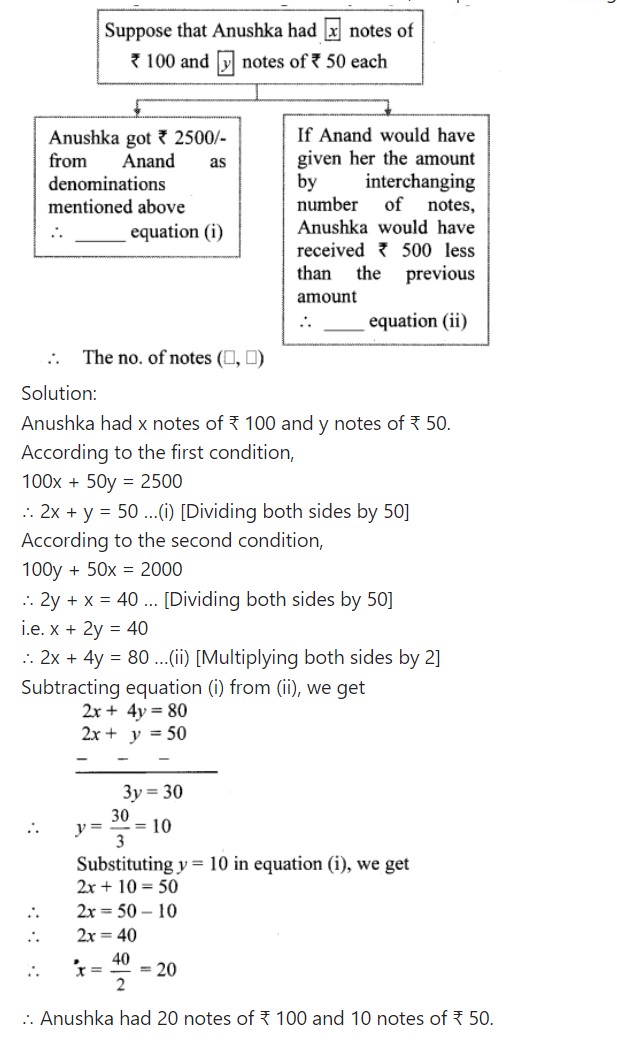 Suppose that Anushka had x notes of
₹ 100 and y notes of ₹ 50 each
Anushka got ₹ 2500/-
from Anand as
denominations
mentioned above
∴ _____ equation (i)
If Anand would have
given her the amount
by interchanging
number of notes,
Anushka would have
received ₹ 500 less
than the previous
amount
∴ ____ equation (ii)
∴ The no. of notes (□, □)
Solution:
Anushka had x notes of ₹ 100 and y notes of ₹ 50.
According to the first condition,
100x + 50y = 2500
∴ 2x + y = 50 …(i) [Dividing both sides by 50]
According to the second condition,
100y + 50x = 2000
∴ 2y + x = 40 … [Dividing both sides by 50]
i.e. x + 2y = 40
∴ 2x + 4y = 80 …(ii) [Multiplying both sides by 2]
Subtracting equation (i) from (ii), we get
2x + 4y = 80
2x + y = 50
– – –
3y = 30
∴ y = 30/3 = 10
Substituting y = 10 in equation (i), we get
2x + 10 = 50
∴ 2x = 50 – 10
∴ 2x = 40
∴ x = 40/2 = 20
∴ Anushka had 20 notes of ₹ 100 and 10 notes of ₹ 50.